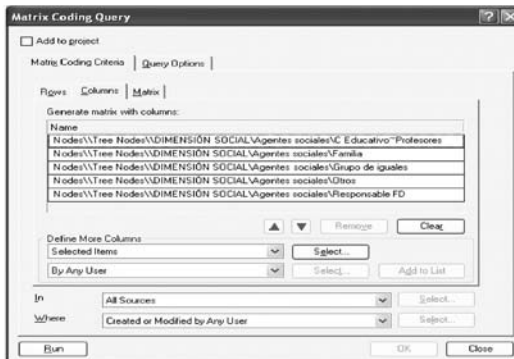 Matrix Coding Query
Add to project
Matrix Coding Criteria Query Options
Rows Columns Matrix
Generate matrix with columns:
Name
Nodes\\Tree Nodes\\DIMENSIÓN SOCIAL\Agentes sociales\C Educativo~Profesores
Nodes\\Tree Nodes\\DIMENSIÓN SOCIAL\Agentes sociales\Familia
Nodes\\Tree Nodes\\DIMENSIÓN SOCIAL\Agentes sociales\Grupo de iguales
Nodes\\Tree Nodes\\DIMENSIÓN SOCIAL\Agentes sociales\Otros
Nodes\\Tree Nodes\\DIMENSIÓN SOCIAL\Agentes sociales\Responsable FD
Remove Clear
Define More Columns
Selected Items Select...
By Any User Select... Add to List
In All Sources Select...
Where Created or Modified by Any User Select...
Run OK Close